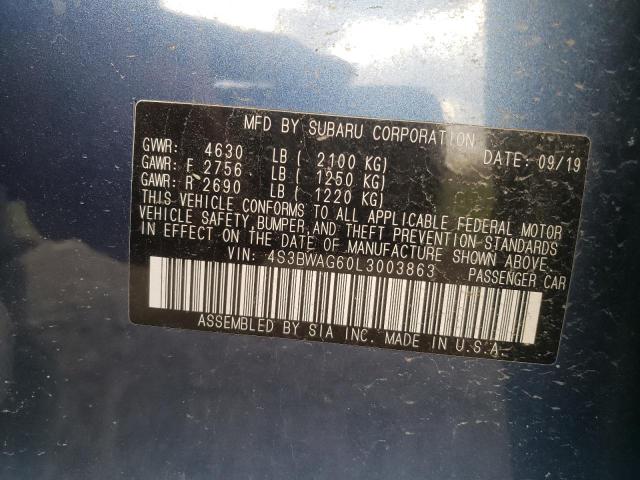 MFD BY SUBARU CORPORATION
GVWR: 4630 LB ( 2100 KG) DATE: 09/19
GAWR: F 2756 LB ( 1250 KG)
GAWR: R 2690 LB ( 1220 KG)
THIS VEHICLE CONFORMS TO ALL APPLICABLE FEDERAL MOTOR
VEHICLE SAFETY, BUMPER, AND THEFT PREVENTION STANDARDS
IN EFFECT ON THE DATE OF MANUFACTURE SHOWN ABOVE.
VIN: 4S3BWAG60L3003863 PASSENGER CAR
ASSEMBLED BY SIA INC. MADE IN U.S.A.